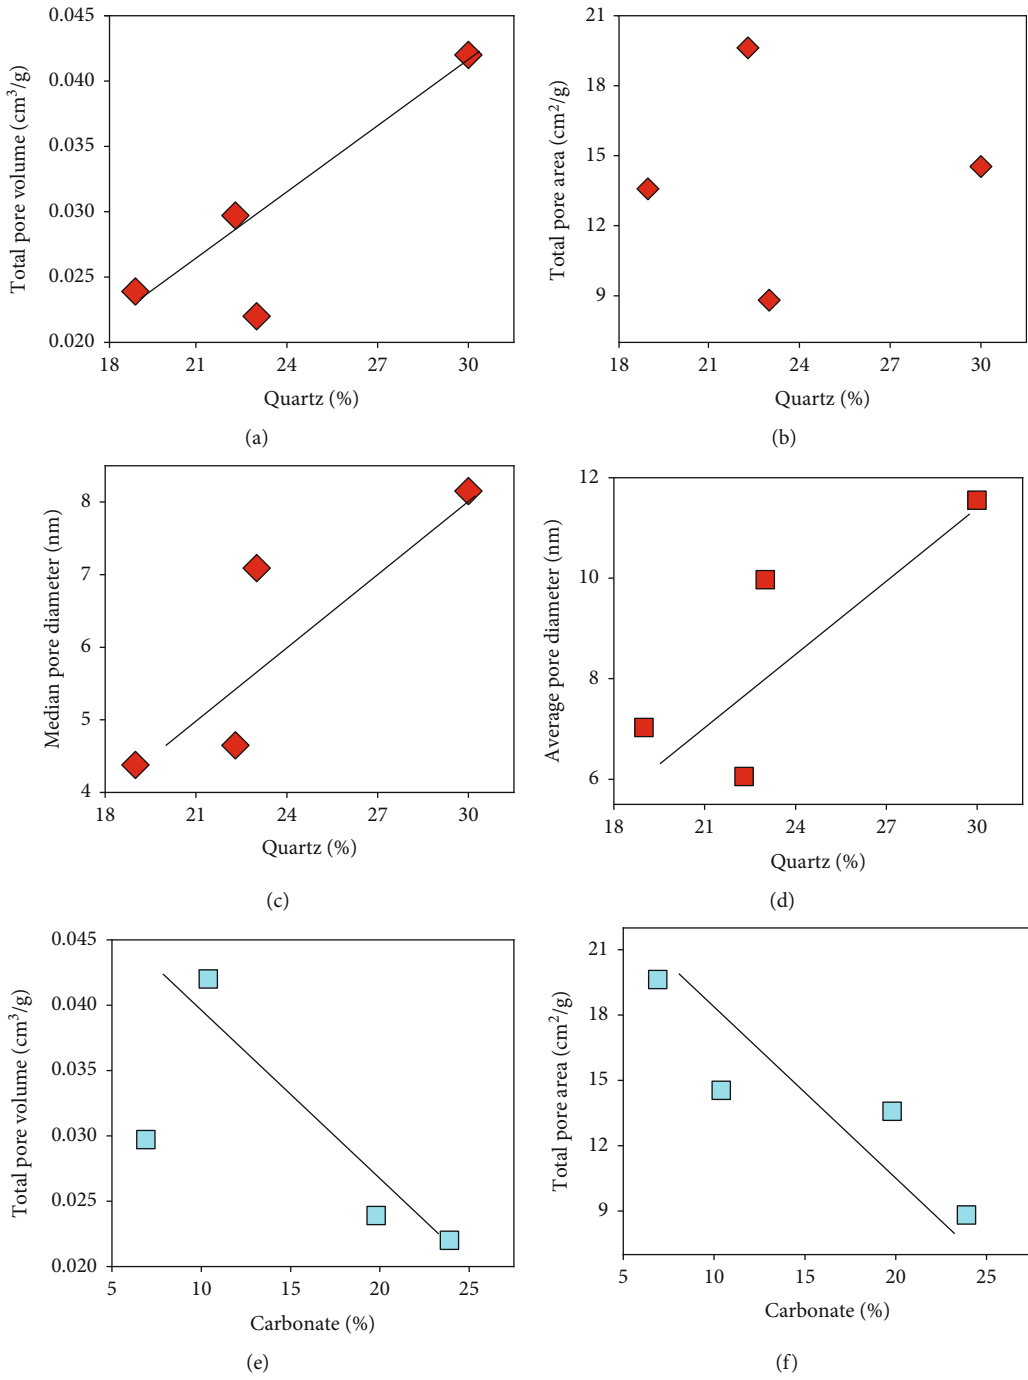 0.045
0.040
0.035
0.030
0.025
0.020
Total pore volume (cm³/g)
18 21 24 27 30
Quartz (%)
(a)
21
18
15
12
9
Total pore area (cm²/g)
18 21 24 27 30
Quartz (%)
(b)
8
7
6
5
4
Median pore diameter (nm)
18 21 24 27 30
Quartz (%)
(c)
12
10
8
6
Average pore diameter (nm)
18 21 24 27 30
Quartz (%)
(d)
0.045
0.040
0.035
0.030
0.025
0.020
Total pore volume (cm³/g)
5 10 15 20 25
Carbonate (%)
(e)
21
18
15
12
9
Total pore area (cm²/g)
5 10 15 20 25
Carbonate (%)
(f)